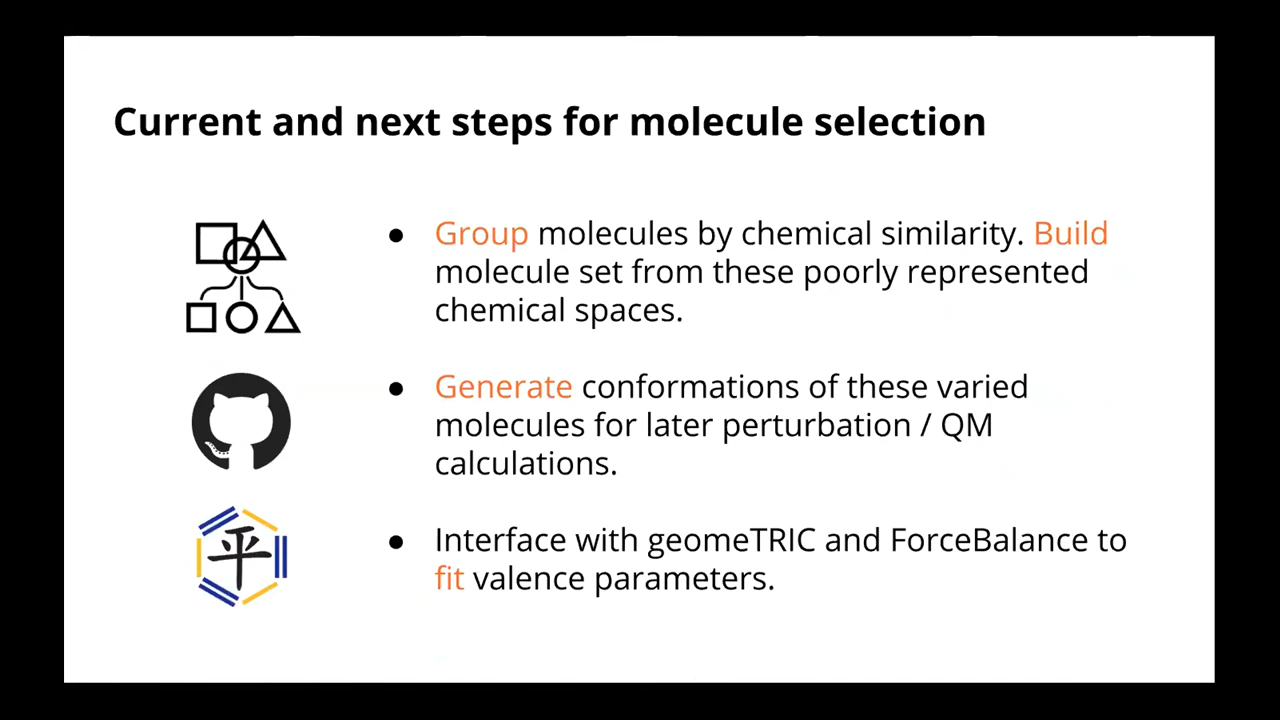 Current and next steps for molecule selection
● Group molecules by chemical similarity. Build
molecule set from these poorly represented
chemical spaces.
● Generate conformations of these varied
molecules for later perturbation / QM
calculations.
平
● Interface with geomeTRIC and ForceBalance to
fit valence parameters.